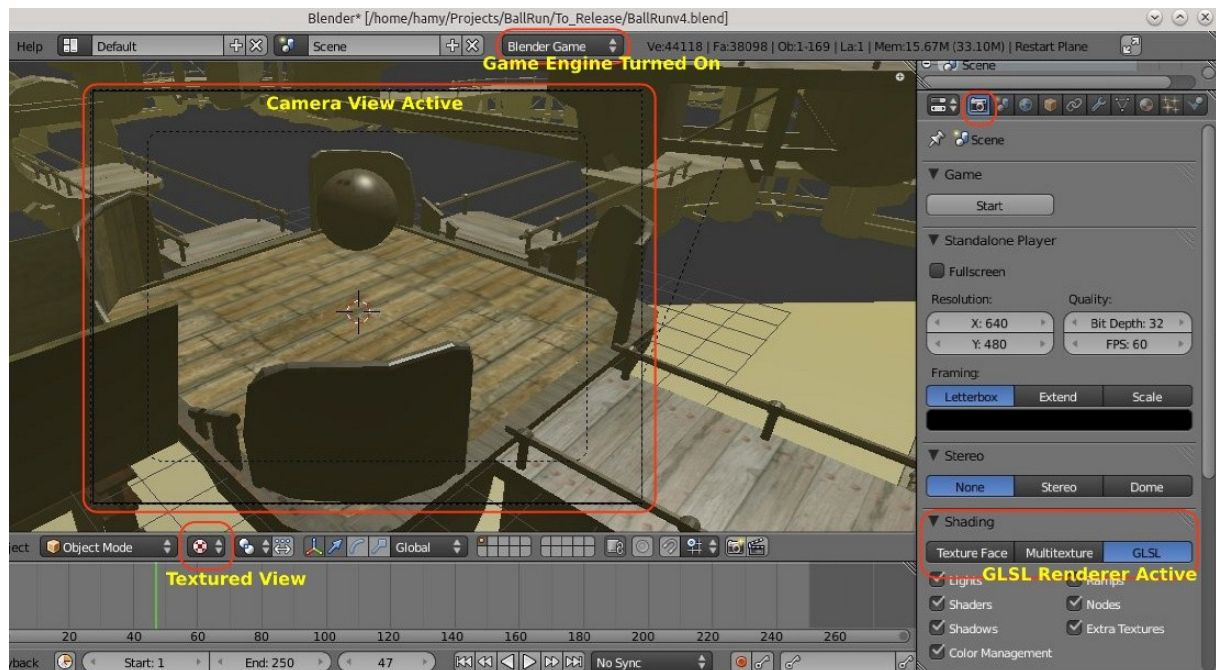 Blender* [/home/hamy/Projects/BallRun/To_Release/BallRunv4.blend]
Help Default Scene Blender Game Ve:44118 | Fa:38098 | Ob:1-169 | La:1 | Mem:15.67M (33.10M) | Restart Plane
Game Engine Turned On
Camera View Active
Scene
Scene
Game
Start
Standalone Player
Fullscreen
Resolution: Quality:
X: 640 Bit Depth: 32
Y: 480 FPS: 60
Framing:
Letterbox Extend Scale
Stereo
None Stereo Dome
Shading
Texture Face Multitexture GLSL
GLSL Renderer Active
Lights Ramps
Shaders Nodes
Shadows Extra Textures
Color Management
ject Object Mode Global
Textured View
20 40 60 80 100 120 140 160 180 200 220 240 260
yback Start: 1 End: 250 47 No Sync